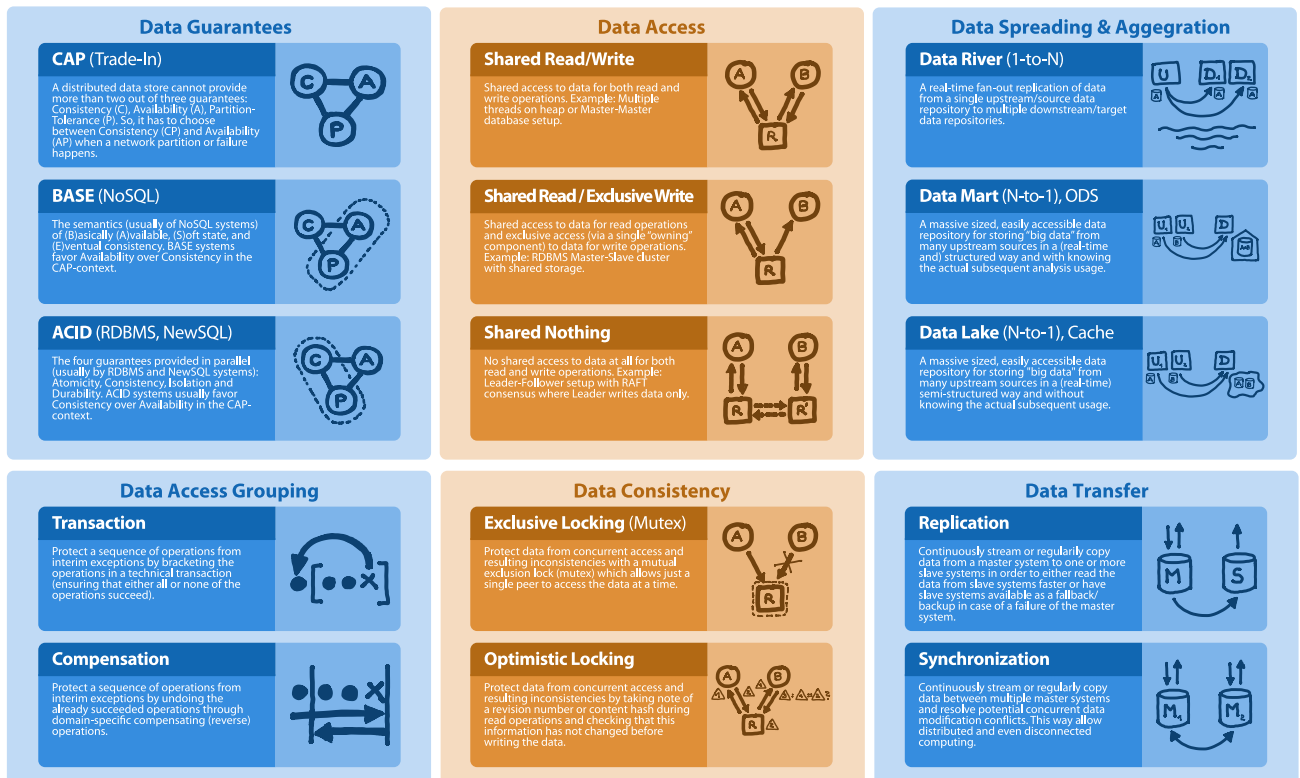 Data Guarantees
CAP (Trade-In)
A distributed data store cannot provide
more than two out of three guarantees:
Consistency (C), Availability (A), Partition-
Tolerance (P). So, it has to choose
between Consistency (CP) and Availability
(AP) when a network partition or failure
happens.
C A
P
BASE (NoSQL)
The semantics (usually of NoSQL systems)
of (B)asically (A)vailable, (S)oft state, and
(E)ventual consistency. BASE systems
favor Availability over Consistency in the
CAP-context.
C A
P
ACID (RDBMS, NewSQL)
The four guarantees provided in parallel
(usually by RDBMS and NewSQL systems):
Atomicity, Consistency, Isolation and
Durability. ACID systems usually favor
Consistency over Availability in the CAP-
context.
C A
P
Data Access
Shared Read/Write
Shared access to data for both read and
write operations. Example: Multiple
threads on heap or Master-Master
database setup.
A B
R
Shared Read / Exclusive Write
Shared access to data for read operations
and exclusive access (via a single "owning"
component) to data for write operations.
Example: RDBMS Master-Slave cluster
with shared storage.
A B
R
Shared Nothing
No shared access to data at all for both
read and write operations. Example:
Leader-Follower setup with RAFT
consensus where Leader writes data only.
A B
R R'
Data Spreading & Aggegration
Data River (1-to-N)
A real-time fan-out replication of data
from a single upstream/source data
repository to multiple downstream/target
data repositories.
U D₁ D₂
A A A
Data Mart (N-to-1), ODS
A massive sized, easily accessible data
repository for storing "big data" from
many upstream sources in a (real-time
and) structured way and with knowing
the actual subsequent analysis usage.
U₁ U₂ D
A B
Data Lake (N-to-1), Cache
A massive sized, easily accessible data
repository for storing "big data" from
many upstream sources in a (real-time)
semi-structured way and without
knowing the actual subsequent usage.
U₁ U₂ D
A B A B
Data Access Grouping
Transaction
Protect a sequence of operations from
interim exceptions by bracketing the
operations in a technical transaction
(ensuring that either all or none of the
operations succeed).
Compensation
Protect a sequence of operations from
interim exceptions by undoing the
already succeeded operations through
domain-specific compensating (reverse)
operations.
Data Consistency
Exclusive Locking (Mutex)
Protect data from concurrent access and
resulting inconsistencies with a mutual
exclusion lock (mutex) which allows just a
single peer to access the data at a time.
A B
R
Optimistic Locking
Protect data from concurrent access and
resulting inconsistencies by taking note of
a revision number or content hash during
read operations and checking that this
information has not changed before
writing the data.
A B
R
Data Transfer
Replication
Continuously stream or regularily copy
data from a master system to one or more
slave systems in order to either read the
data from slave systems faster or have
slave systems available as a fallback/
backup in case of a failure of the master
system.
M S
Synchronization
Continuously stream or regularly copy
data between multiple master systems
and resolve potential concurrent data
modification conflicts. This way allow
distributed and even disconnected
computing.
M₁ M₂